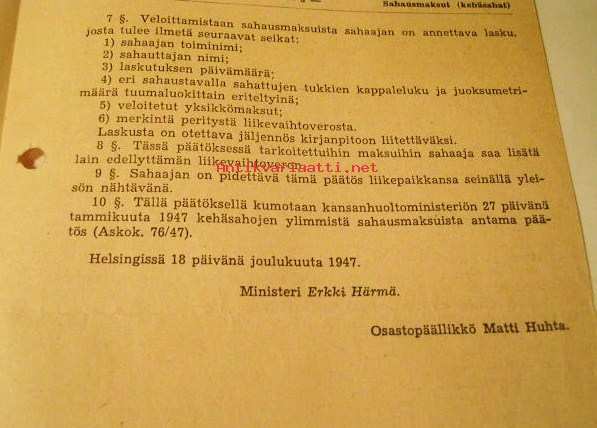 Sahausmaksut (kehäsahat)
7 §. Veloittamistaan sahausmaksuista sahaajan on annettava lasku,
josta tulee ilmetä seuraavat seikat:
1) sahaajan toiminimi;
2) sahauttajan nimi;
3) laskutuksen päivämäärä;
4) eri sahaustavalla sahattujen tukkien kappaleluku ja juoksumetri-
määrä tuumaluokittain eriteltyinä;
5) veloitetut yksikkömaksut;
6) merkintä peritystä liikevaihtoverosta.
Laskusta on otettava jäljennös kirjanpitoon liitettäväksi.
8 §. Tässä päätöksessä tarkoitettuihin maksuihin sahaaja saa lisätä
lain edellyttämän liikevaihtoveron.
Antikvariaatti.net
9 §. Sahaajan on pidettävä tämä päätös liikepaikkansa seinällä ylei-
sön nähtävänä.
10 §. Tällä päätöksellä kumotaan kansanhuoltoministeriön 27 päivänä
tammikuuta 1947 kehäsahojen ylimmistä sahausmaksuista antama pää-
tös (Askok. 76/47).
Helsingissä 18 päivänä joulukuuta 1947.
Ministeri Erkki Härmä.
Osastopäällikkö Matti Huhta.